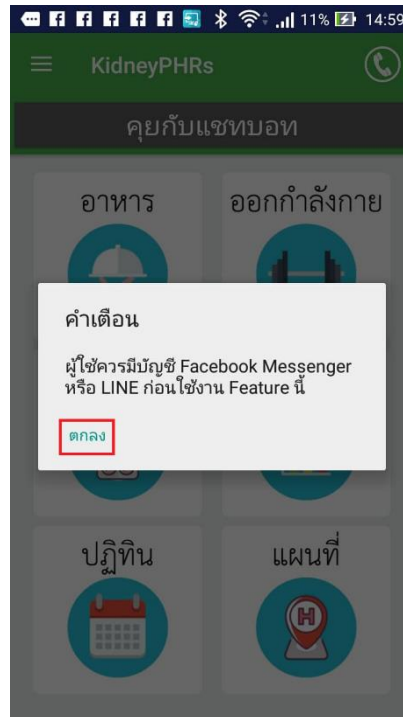 11% 14:59
KidneyPHRs
คุยกับแชทบอท
อาหาร ออกกำลังกาย
คำเตือน
ผู้ใช้ควรมีบัญชี Facebook Messenger
หรือ LINE ก่อนใช้งาน Feature นี้
ตกลง
ปฏิทิน แผนที่
H